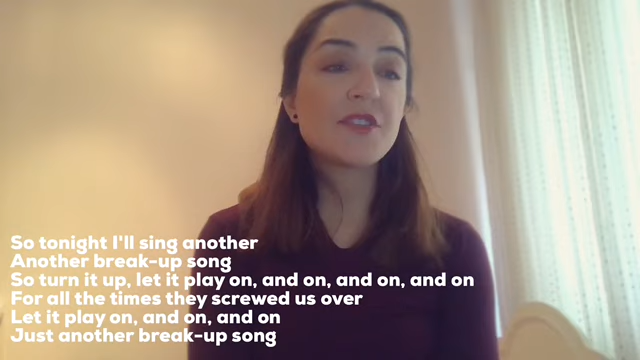 So tonight I'll sing another
Another break-up song
So turn it up, let it play on, and on, and on, and on
For all the times they screwed us over
Let it play on, and on, and on
Just another break-up song